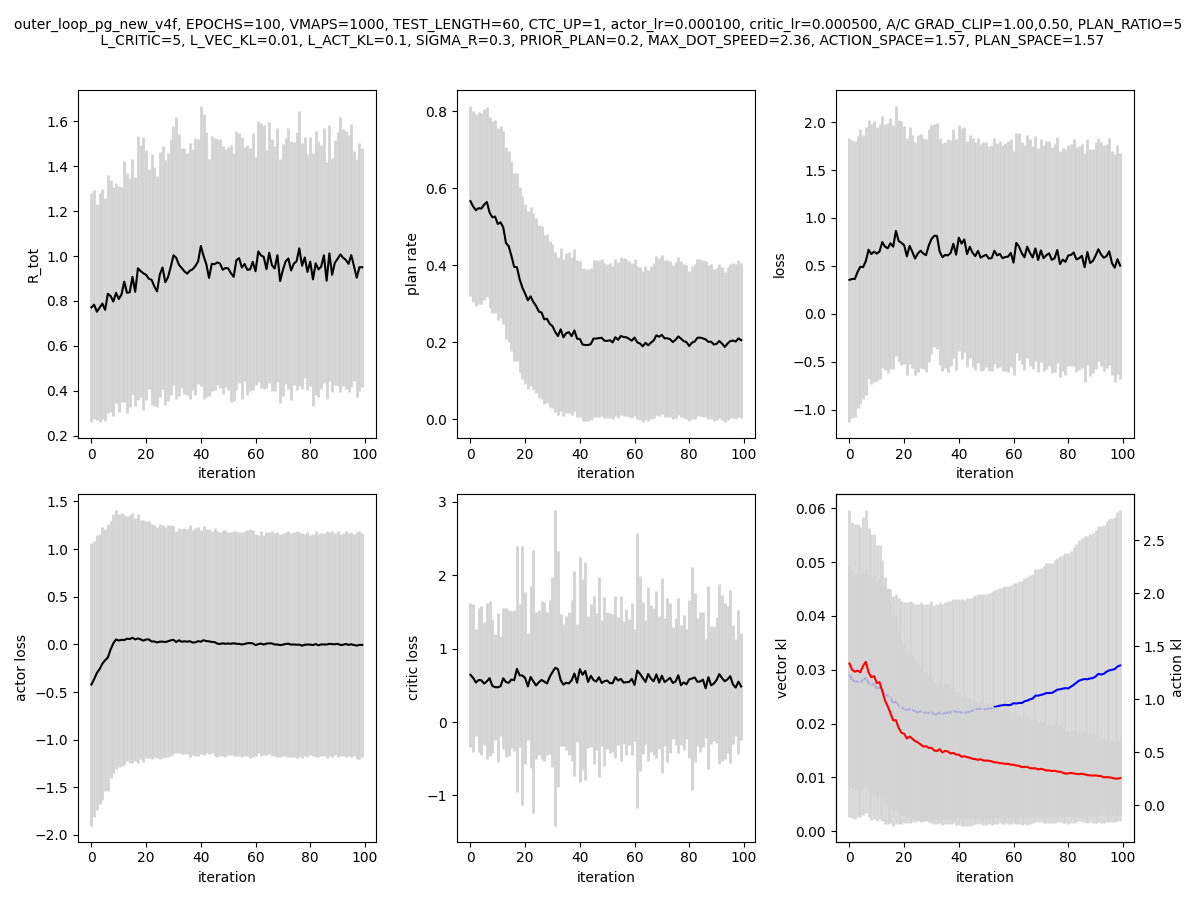 outer_loop_pg_new_v4f, EPOCHS=100, VMAPS=1000, TEST_LENGTH=60, CTC_UP=1, actor_lr=0.000100, critic_lr=0.000500, A/C GRAD_CLIP=1.00,0.50, PLAN_RATIO=5
L_CRITIC=5, L_VEC_KL=0.01, L_ACT_KL=0.1, SIGMA_R=0.3, PRIOR_PLAN=0.2, MAX_DOT_SPEED=2.36, ACTION_SPACE=1.57, PLAN_SPACE=1.57
R_tot
1.6
1.4
1.2
1.0
0.8
0.6
0.4
0.2
0 20 40 60 80 100
iteration
plan rate
0.8
0.6
0.4
0.2
0.0
0 20 40 60 80 100
iteration
loss
2.0
1.5
1.0
0.5
0.0
−0.5
−1.0
0 20 40 60 80 100
iteration
actor loss
1.5
1.0
0.5
0.0
−0.5
−1.0
−1.5
−2.0
0 20 40 60 80 100
iteration
critic loss
3
2
1
0
−1
0 20 40 60 80 100
iteration
vector kl
0.06
0.05
0.04
0.03
0.02
0.01
0.00
0 20 40 60 80 100
iteration
2.5
2.0
1.5
1.0
0.5
0.0
action kl